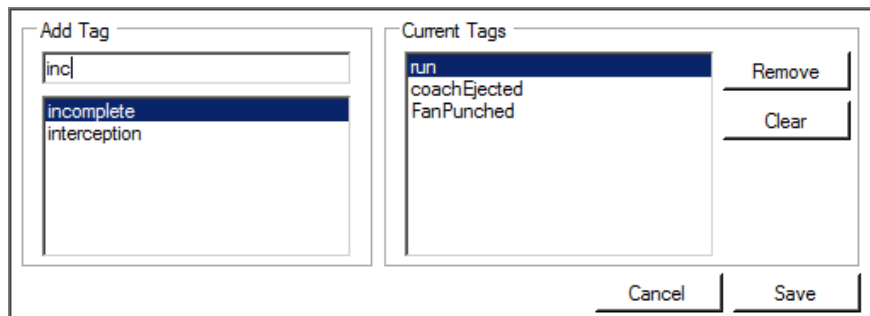 Add Tag
inc
incomplete
interception
Current Tags
run
coachEjected
FanPunched
Remove
Clear
Cancel
Save